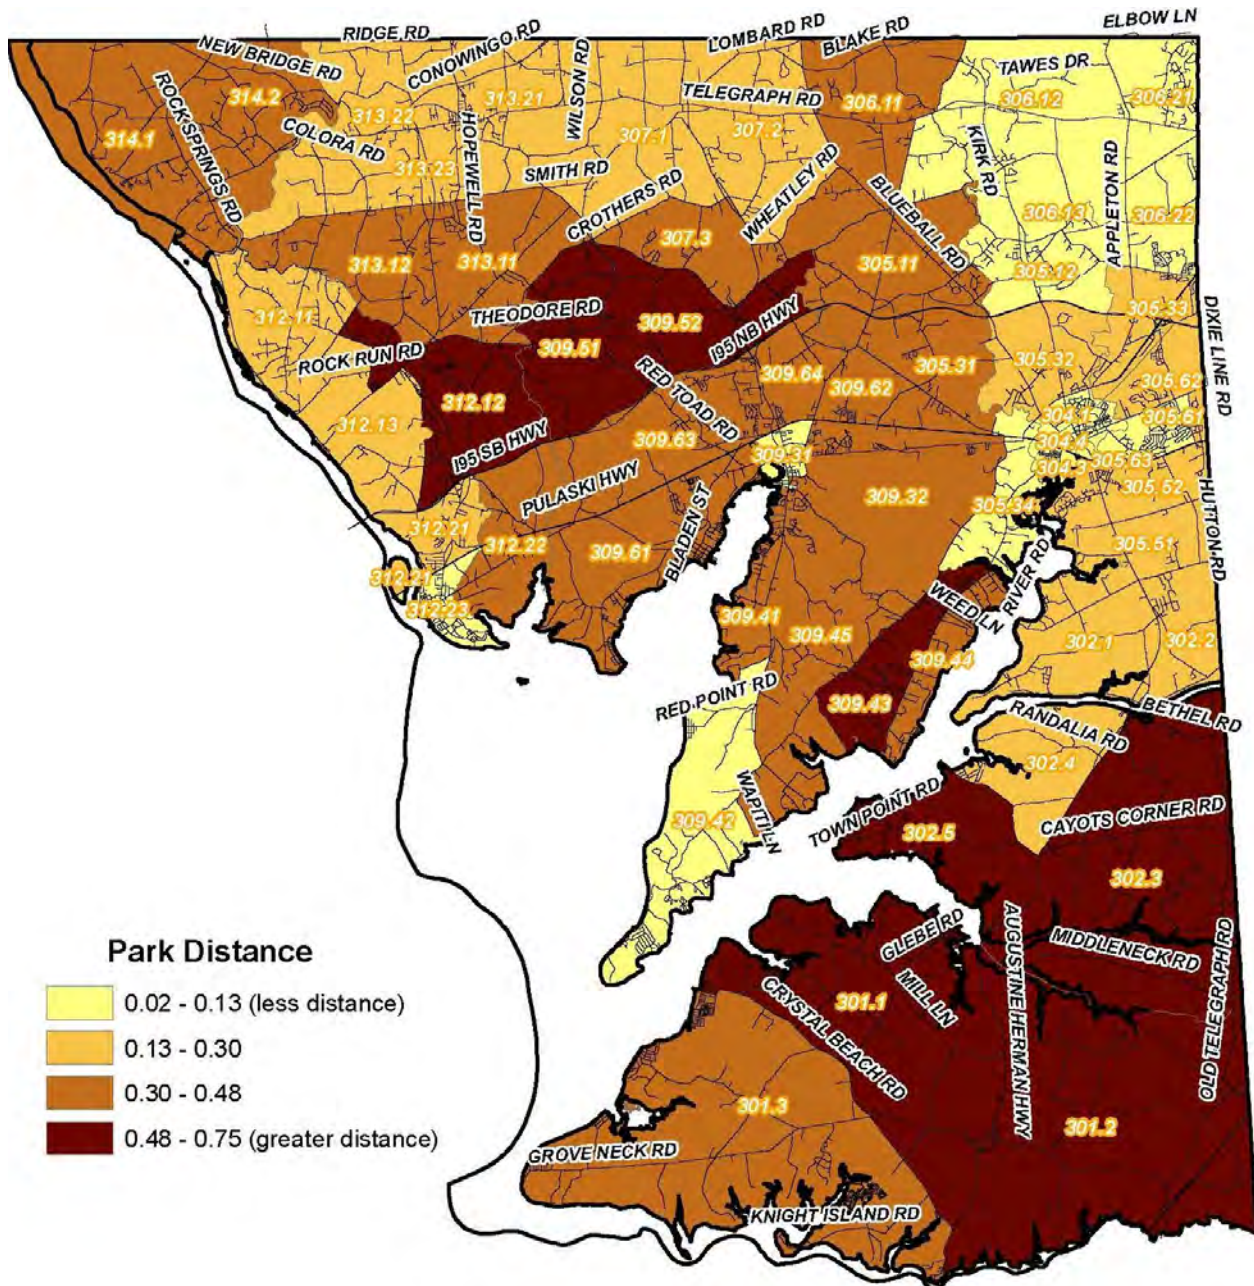 ELBOW LN
RIDGE RD
LOMBARD RD
BLAKE RD
CONOWINGO RD
NEW BRIDGE RD
WILSON RD
TAWES DR
314.2
313.21
TELEGRAPH RD
306.11
306.12
306.21
ROCK SPRINGS RD
313.22
314.1
COLORA RD
HOPEWELL RD
307.1
307.2
KIRK RD
APPLETON RD
313.23
SMITH RD
CROTHERS RD
WHEATLEY RD
BLUEBALL RD
306.13
306.22
313.12
313.11
307.3
305.11
305.12
312.11
THEODORE RD
309.52
I95 NB HWY
305.33
DIXIE LINE RD
ROCK RUN RD
309.51
RED TOAD RD
309.64
309.62
305.31
305.32
305.62
312.12
304.1
305.61
312.13
I95 SB HWY
309.63
309.31
304.4
304.3
305.63
305.52
PULASKI HWY
309.32
305.34
HUTTON RD
312.21
312.22
309.61
BLADEN ST
305.51
312.21
312.23
RIVER RD
WEED LN
309.41
309.45
309.44
302.1
302.2
RED POINT RD
309.43
BETHEL RD
RANDALIA RD
302.4
WAPITI LN
309.42
TOWN POINT RD
302.5
CAYOTS CORNER RD
302.3
GLEBE RD
AUGUSTINE HERMAN HWY
MIDDLENECK RD
OLD TELEGRAPH RD
MILL LN
301.1
CRYSTAL BEACH RD
301.3
301.2
GROVE NECK RD
KNIGHT ISLAND RD
Park Distance
0.02 - 0.13 (less distance)
0.13 - 0.30
0.30 - 0.48
0.48 - 0.75 (greater distance)